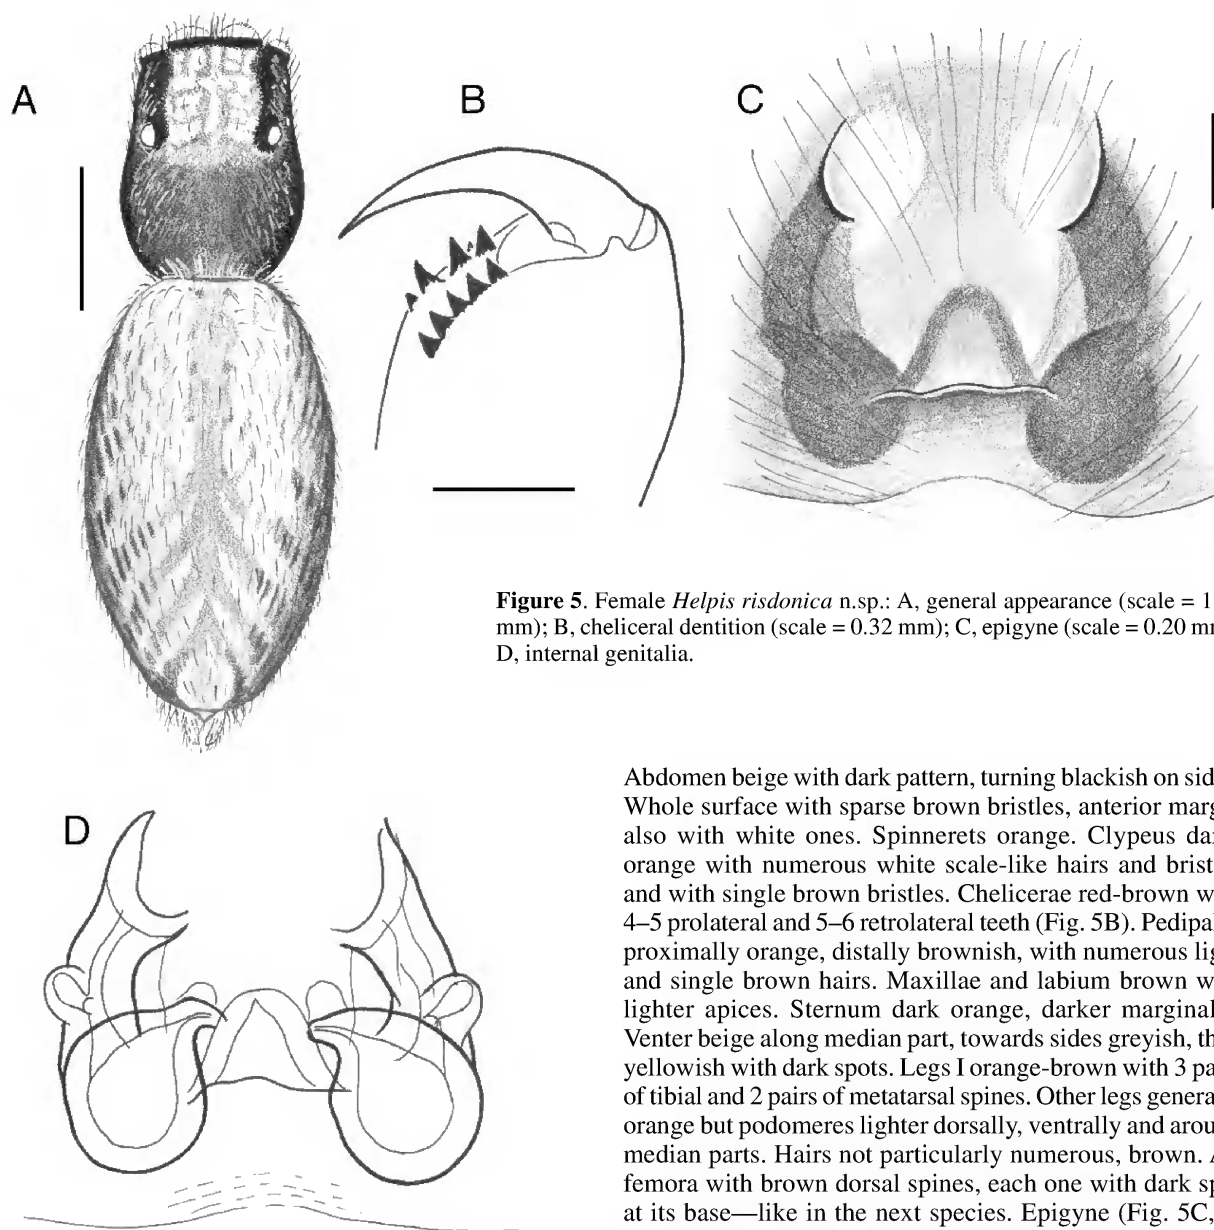 A
B
C
Figure 5. Female Helpis risdonica n.sp.: A, general appearance (scale = 1
mm); B, cheliceral dentition (scale = 0.32 mm); C, epigyne (scale = 0.20 m
D, internal genitalia.
D
Abdomen beige with dark pattern, turning blackish on sid
Whole surface with sparse brown bristles, anterior marg
also with white ones. Spinnerets orange. Clypeus dar
orange with numerous white scale-like hairs and brist
and with single brown bristles. Chelicerae red-brown w
4–5 prolateral and 5–6 retrolateral teeth (Fig. 5B). Pedipal
proximally orange, distally brownish, with numerous lig
and single brown hairs. Maxillae and labium brown w
lighter apices. Sternum dark orange, darker marginal
Venter beige along median part, towards sides greyish, th
yellowish with dark spots. Legs I orange-brown with 3 pa
of tibial and 2 pairs of metatarsal spines. Other legs genera
orange but podomeres lighter dorsally, ventrally and arou
median parts. Hairs not particularly numerous, brown. A
femora with brown dorsal spines, each one with dark sp
at its base—like in the next species. Epigyne (Fig. 5C,